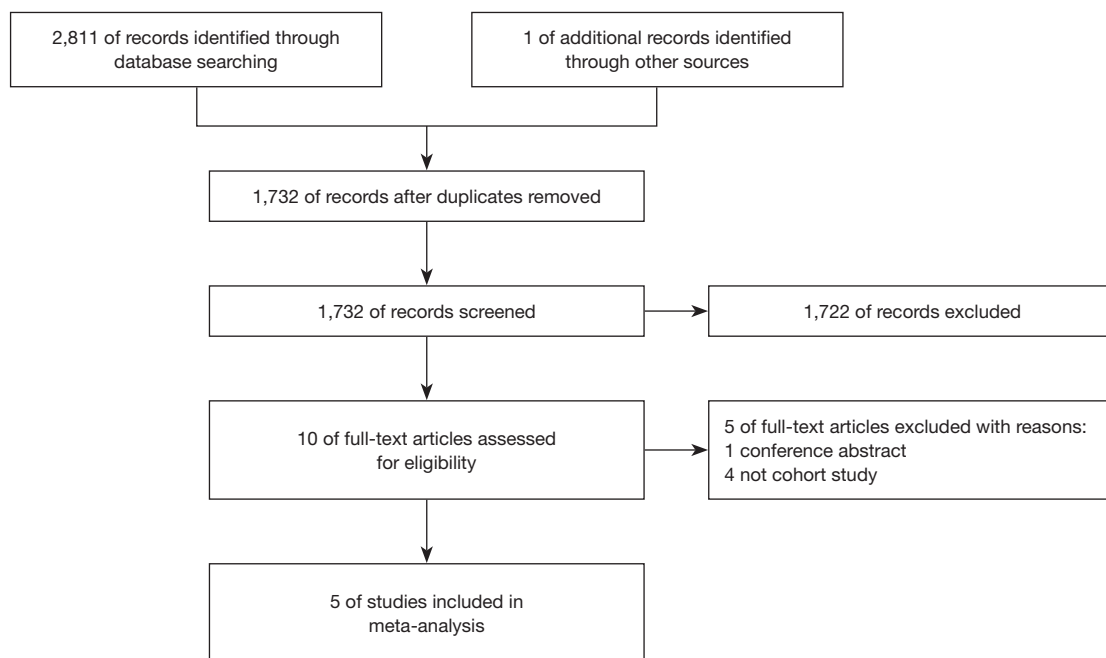 2,811 of records identified through
database searching
1 of additional records identified
through other sources
1,732 of records after duplicates removed
1,732 of records screened
1,722 of records excluded
10 of full-text articles assessed
for eligibility
5 of full-text articles excluded with reasons:
1 conference abstract
4 not cohort study
5 of studies included in
meta-analysis